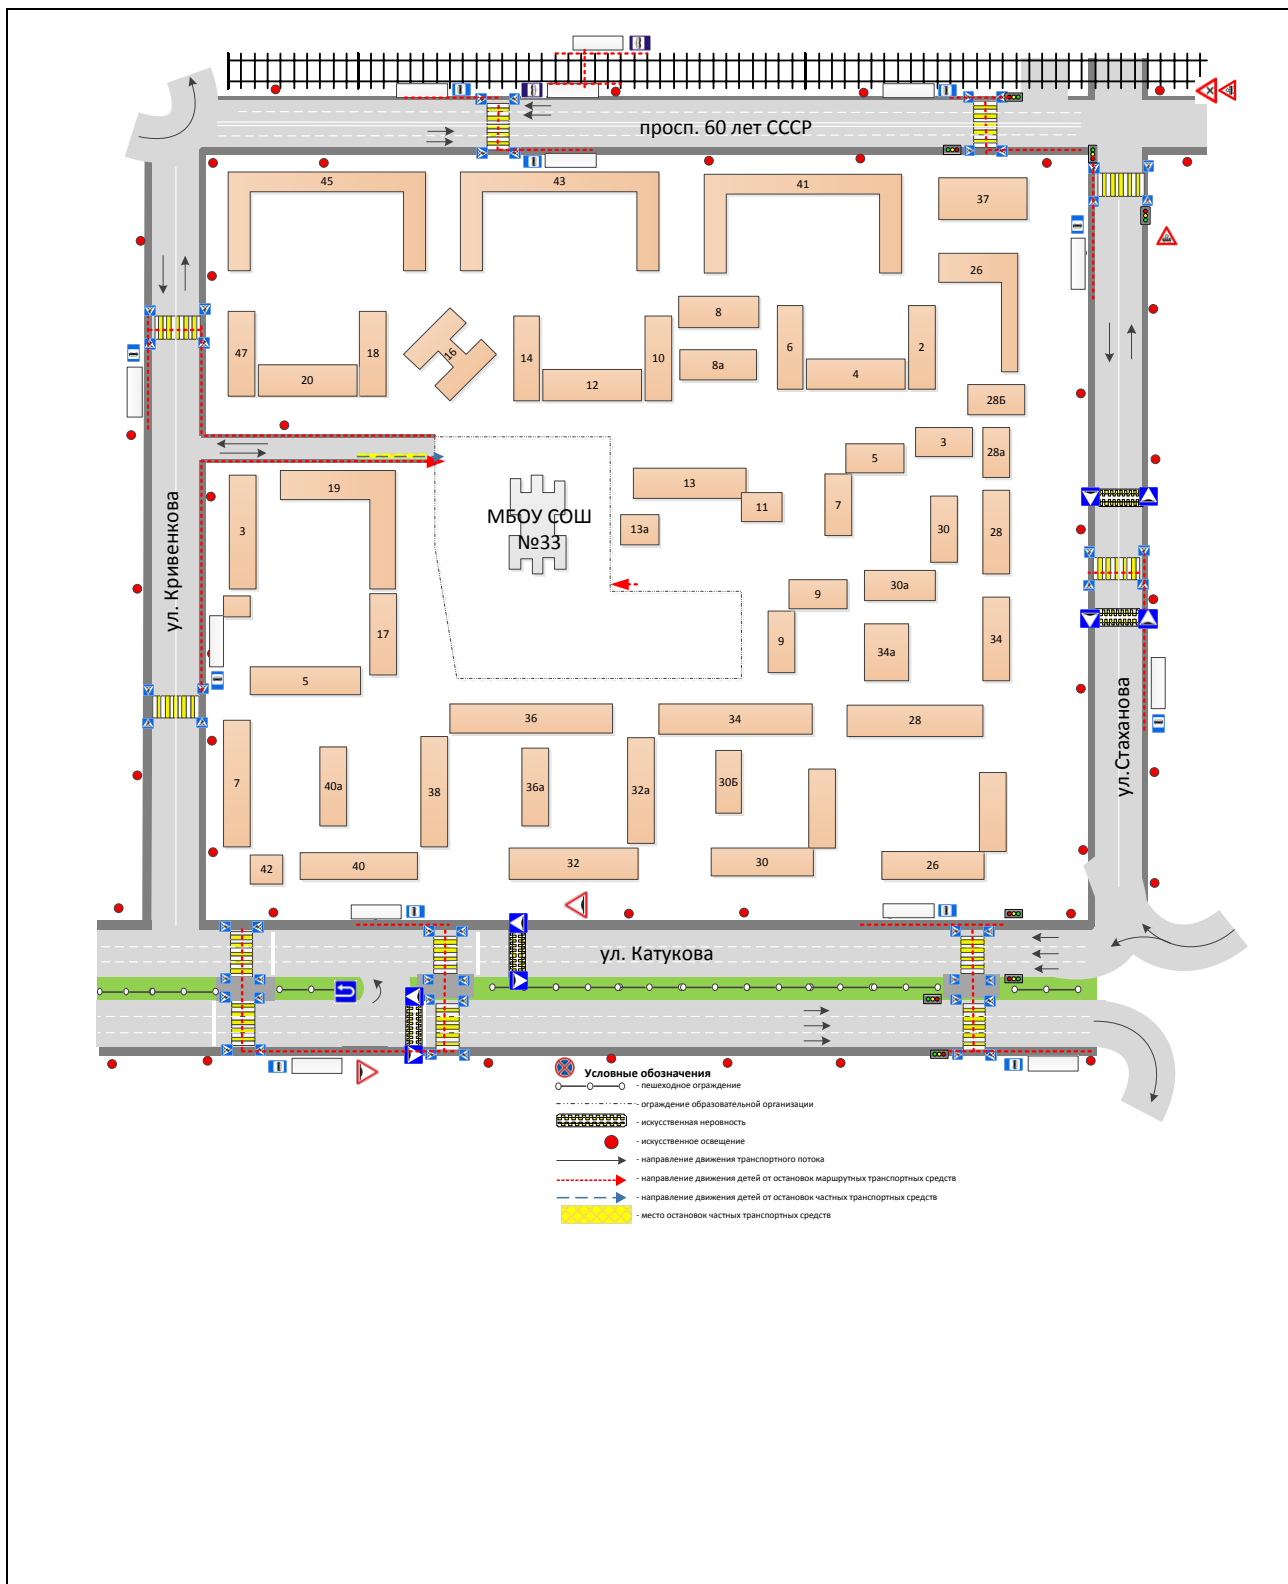 просп. 60 лет СССР
45
43
41
37
26
8
47
18
16
14
10
6
2
20
12
8а
4
28Б
3
28а
5
19
13
11
7
3
13а
30
28
МБОУ СОШ
№33
ул. Кривенкова
30а
9
17
34
9
34а
5
ул.Стаханова
36
34
28
7
40а
38
36а
32а
30Б
42
40
32
30
26
ул. Катукова
Условные обозначения
- пешеходное ограждение
- ограждение образовательной организации
- искусственная неровность
- искусственное освещение
- направление движения транспортного потока
- направление движения детей от остановок маршрутных транспортных средств
- направление движения детей от остановок частных транспортных средств
- место остановок частных транспортных средств